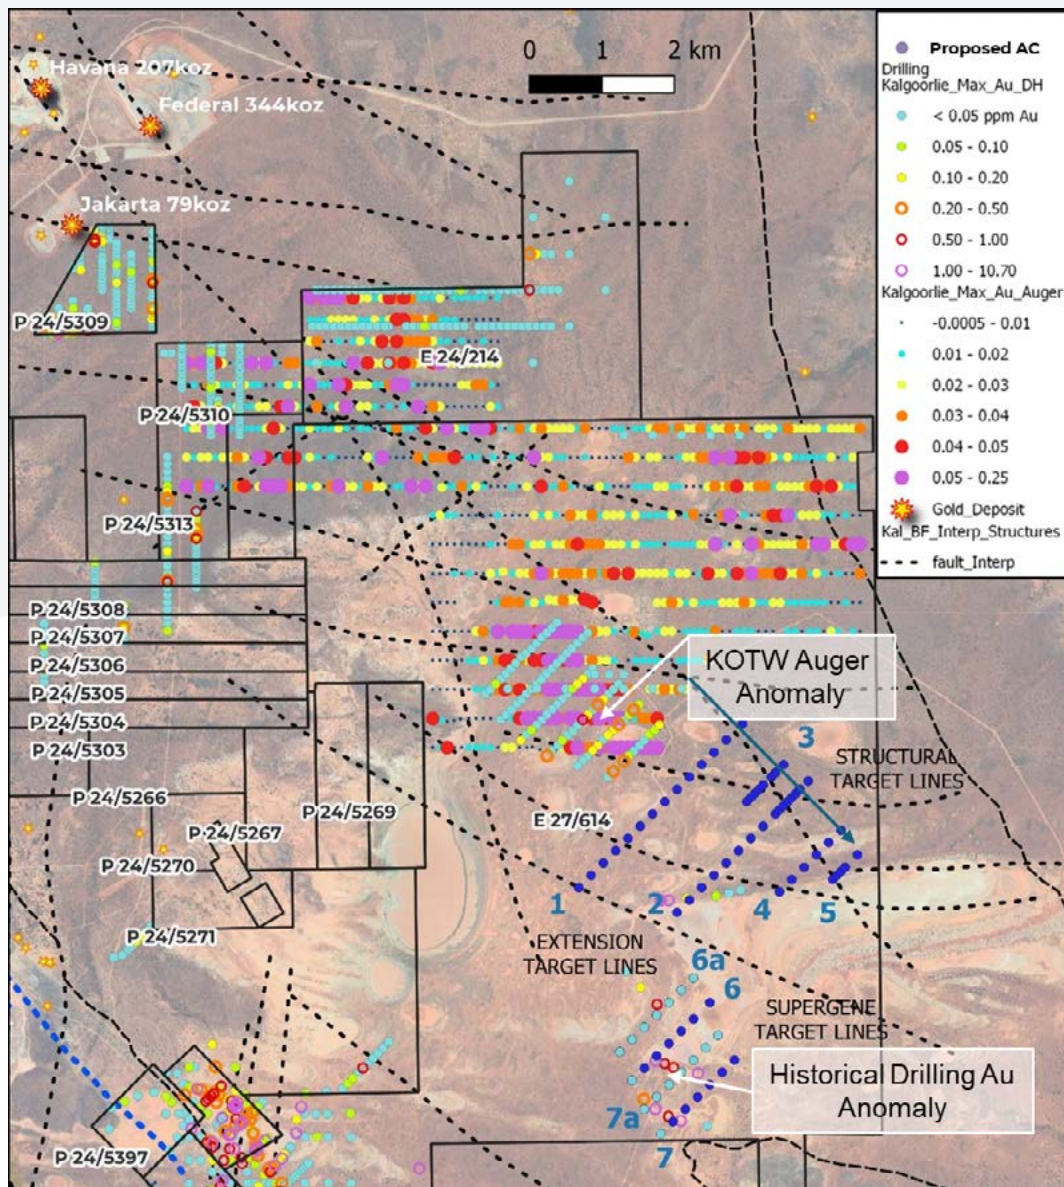 0 1 2 km
Havana 207koz
Federal 344koz
Jakarta 79koz
P 24/5309
E 24/214
P 24/5310
P 24/5313
P 24/5308
P 24/5307
P 24/5306
P 24/5305
P 24/5304
P 24/5303
P 24/5266
P 24/5267
P 24/5269
P 24/5270
P 24/5271
E 27/614
P 24/5397
KOTW Auger
Anomaly
3
STRUCTURAL
TARGET LINES
1
2
4
5
EXTENSION
TARGET LINES
6a
6
SUPERGENE
TARGET LINES
Historical Drilling Au
Anomaly
7a
7
Proposed AC
Drilling
Kalgoorlie_Max_Au_DH
< 0.05 ppm Au
0.05 - 0.10
0.10 - 0.20
0.20 - 0.50
0.50 - 1.00
1.00 - 10.70
Kalgoorlie_Max_Au_Auger
-0.0005 - 0.01
0.01 - 0.02
0.02 - 0.03
0.03 - 0.04
0.04 - 0.05
0.05 - 0.25
Gold_Deposit
Kal_BF_Interp_Structures
fault_Interp